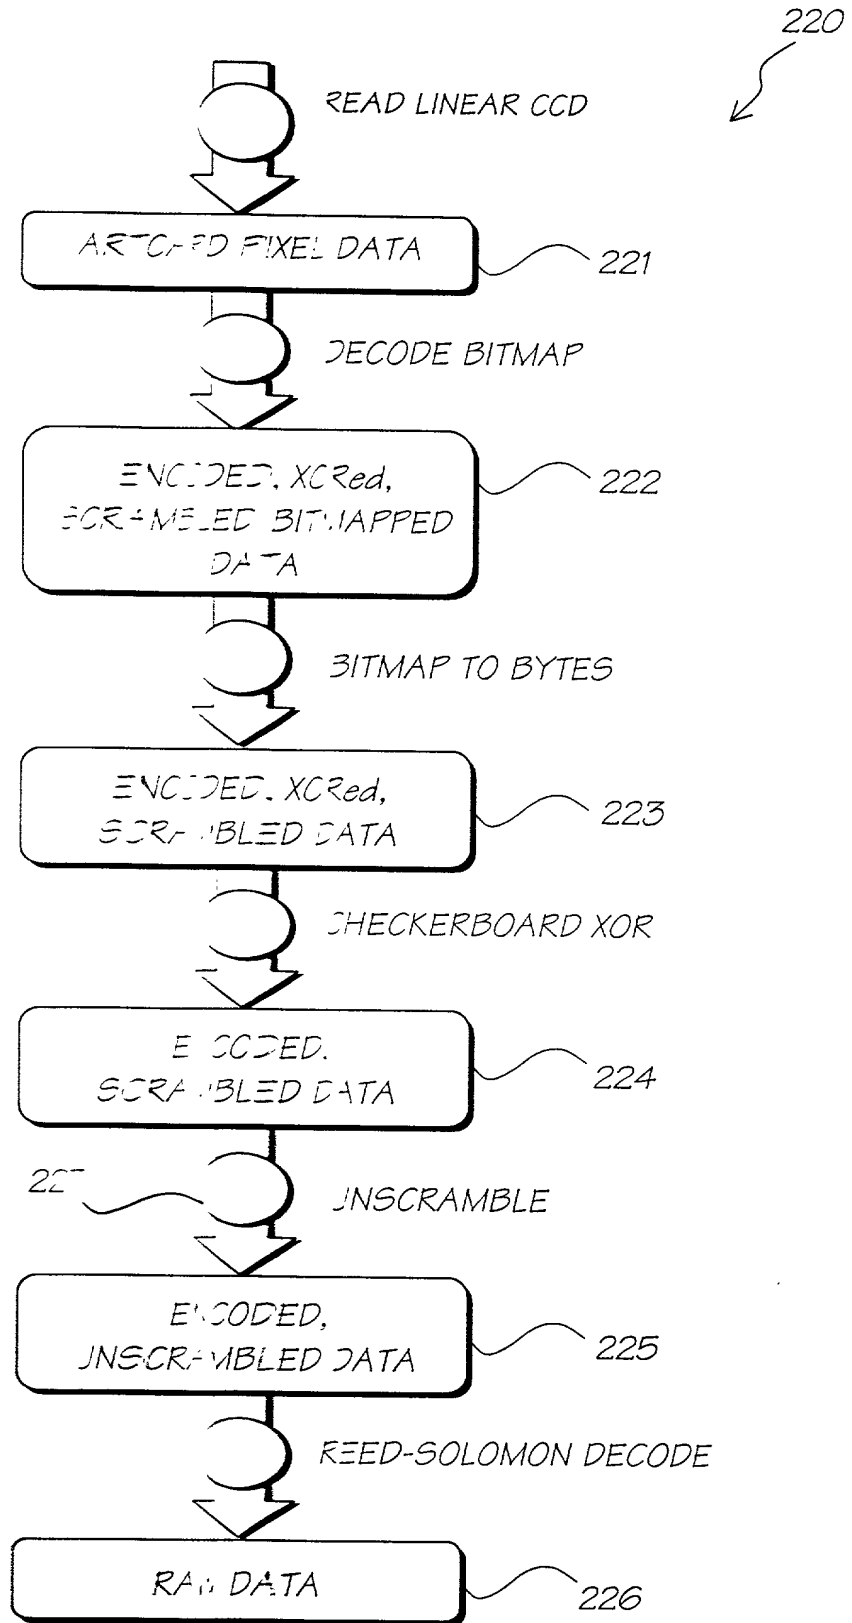 220
READ LINEAR CCD
ARTCARD PIXEL DATA
221
DECODE BITMAP
ENCODED, XORed,
222
SCRAMBLED BITMAPPED
DATA
BITMAP TO BYTES
ENCODED, XORed,
SCRAMBLED DATA
223
CHECKERBOARD XOR
ENCODED,
SCRAMBLED DATA
224
UNSCRAMBLE
ENCODED,
UNSCRAMBLED DATA
225
REED-SOLOMON DECODE
RAW DATA
226